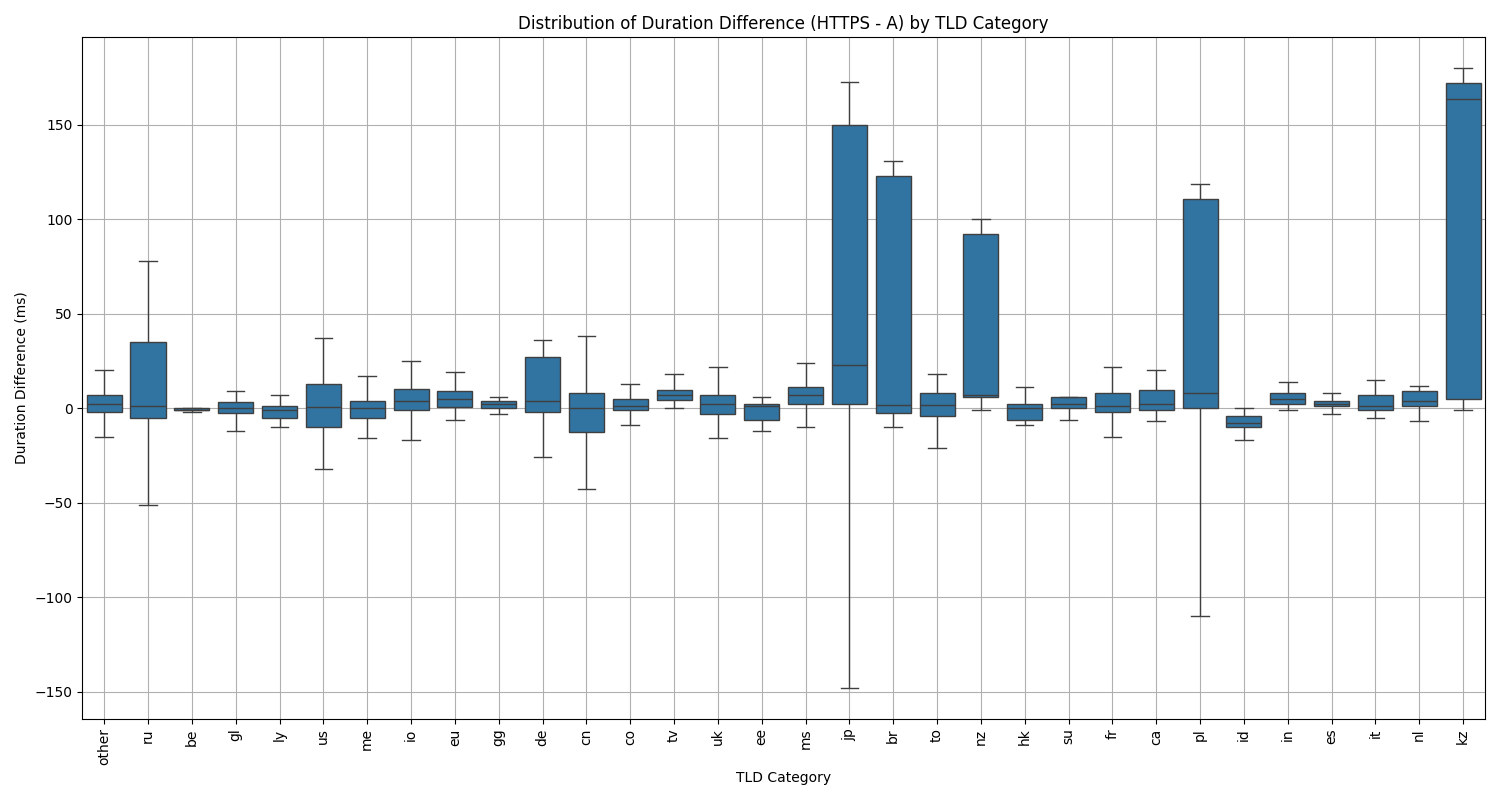 Distribution of Duration Difference (HTTPS - A) by TLD Category
Duration Difference (ms)
150
100
50
0
−50
−100
−150
other
ru
be
gl
ly
us
me
io
eu
gg
de
cn
co
tv
uk
ee
ms
jp
br
to
nz
hk
su
fr
ca
pl
id
in
es
it
nl
kz
TLD Category